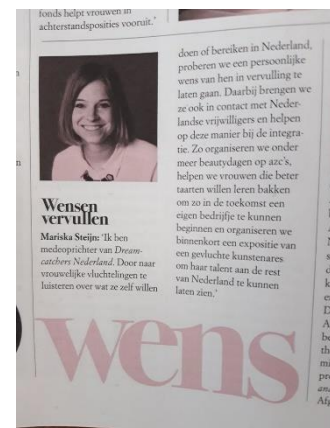 fonds helpt vrouwen in
achterstandsposities vooruit.'
Wensen
vervullen
Mariska Steijn: 'Ik ben
medeoprichter van Dream-
catchers Nederland. Door naar
vrouwelijke vluchtelingen te
luisteren over wat ze zelf willen
doen of bereiken in Nederland,
proberen we een persoonlijke
wens van hen in vervulling te
laten gaan. Daarbij brengen we
ze ook in contact met Neder-
landse vrijwilligers en helpen
op deze manier bij de integra-
tie. Zo organiseren we onder
meer beautydagen op azc's,
helpen we vrouwen die beter
taarten willen leren bakken
om zo in de toekomst een
eigen bedrijfje te kunnen
beginnen en organiseren we
binnenkort een expositie van
een gevluchte kunstenares
om haar talent aan de rest
van Nederland te kunnen
laten zien.'
wens